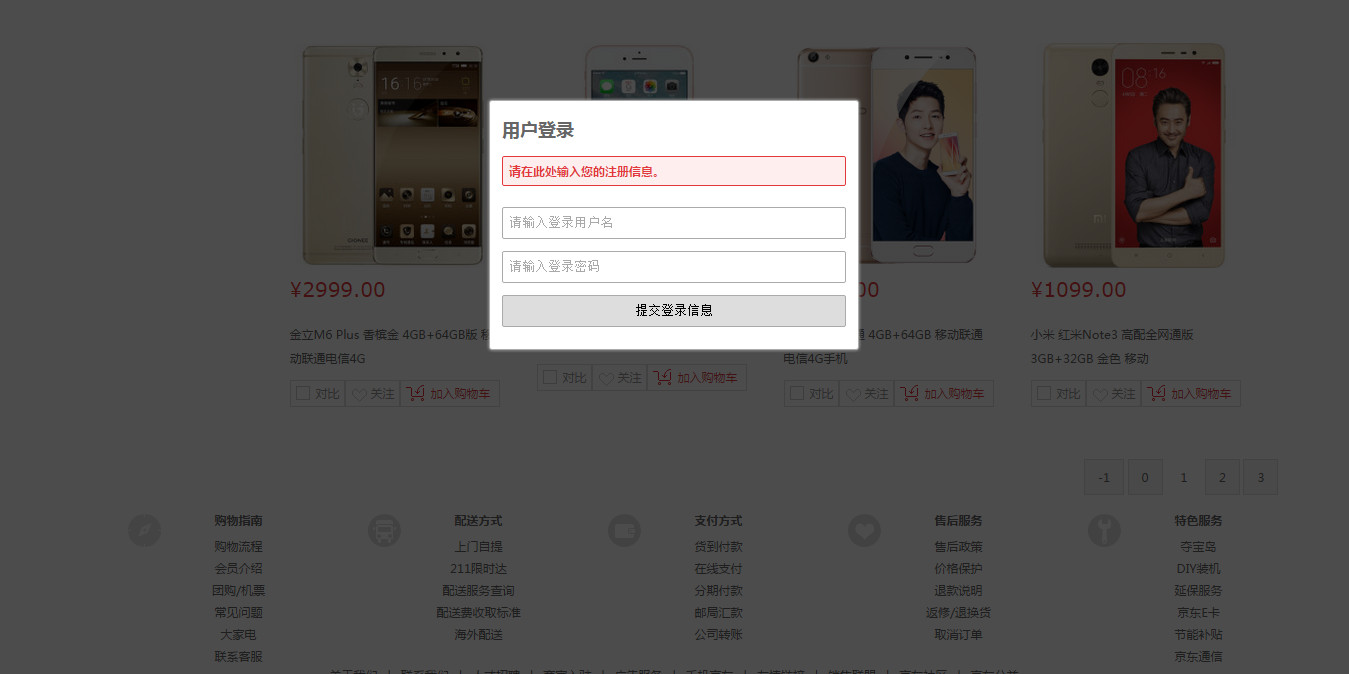 16 16
08:16
mi
用户登录
请在此处输入您的注册信息。
请输入登录用户名
请输入登录密码
提交登录信息
¥2999.00
00
¥1099.00
金立M6 Plus 香槟金 4GB+64GB版 移
动联通电信4G
通 4GB+64GB 移动联通
电信4G手机
小米 红米Note3 高配全网通版
3GB+32GB 金色 移动
对比 关注 加入购物车
对比 关注 加入购物车
对比 关注 加入购物车
对比 关注 加入购物车
-1 0 1 2 3
购物指南
购物流程
会员介绍
团购/机票
常见问题
大家电
联系客服
配送方式
上门自提
211限时达
配送服务查询
配送费收取标准
海外配送
支付方式
货到付款
在线支付
分期付款
邮局汇款
公司转账
售后服务
售后政策
价格保护
退款说明
返修/退换货
取消订单
特色服务
夺宝岛
DIY装机
延保服务
京东E卡
节能补贴
京东通信